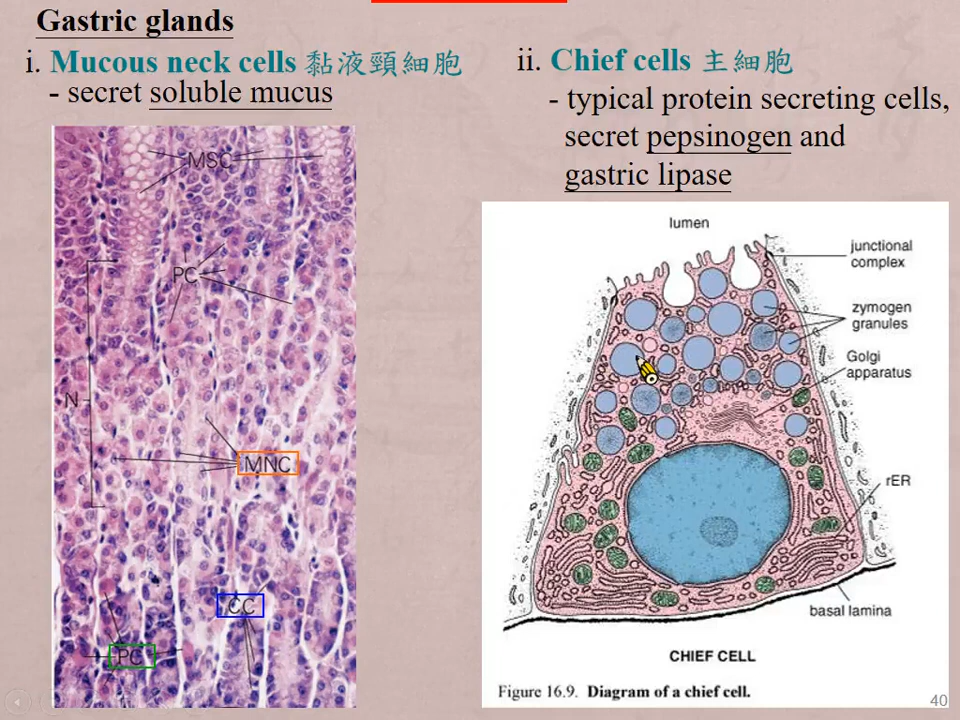 Gastric glands
i. Mucous neck cells 黏液頸細胞
- secret soluble mucus
MSC
PC
N
MNC
CC
PC
ii. Chief cells 主細胞
- typical protein secreting cells,
secret pepsinogen and
gastric lipase
lumen
junctional
complex
zymogen
granules
Golgi
apparatus
rER
basal lamina
CHIEF CELL
Figure 16.9. Diagram of a chief cell.
40